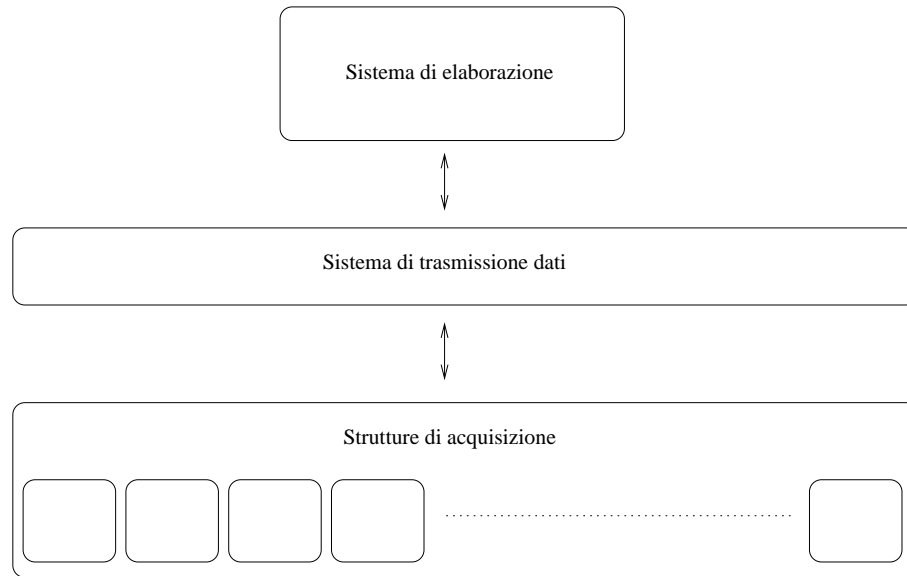 Sistema di elaborazione
Sistema di trasmissione dati
Strutture di acquisizione